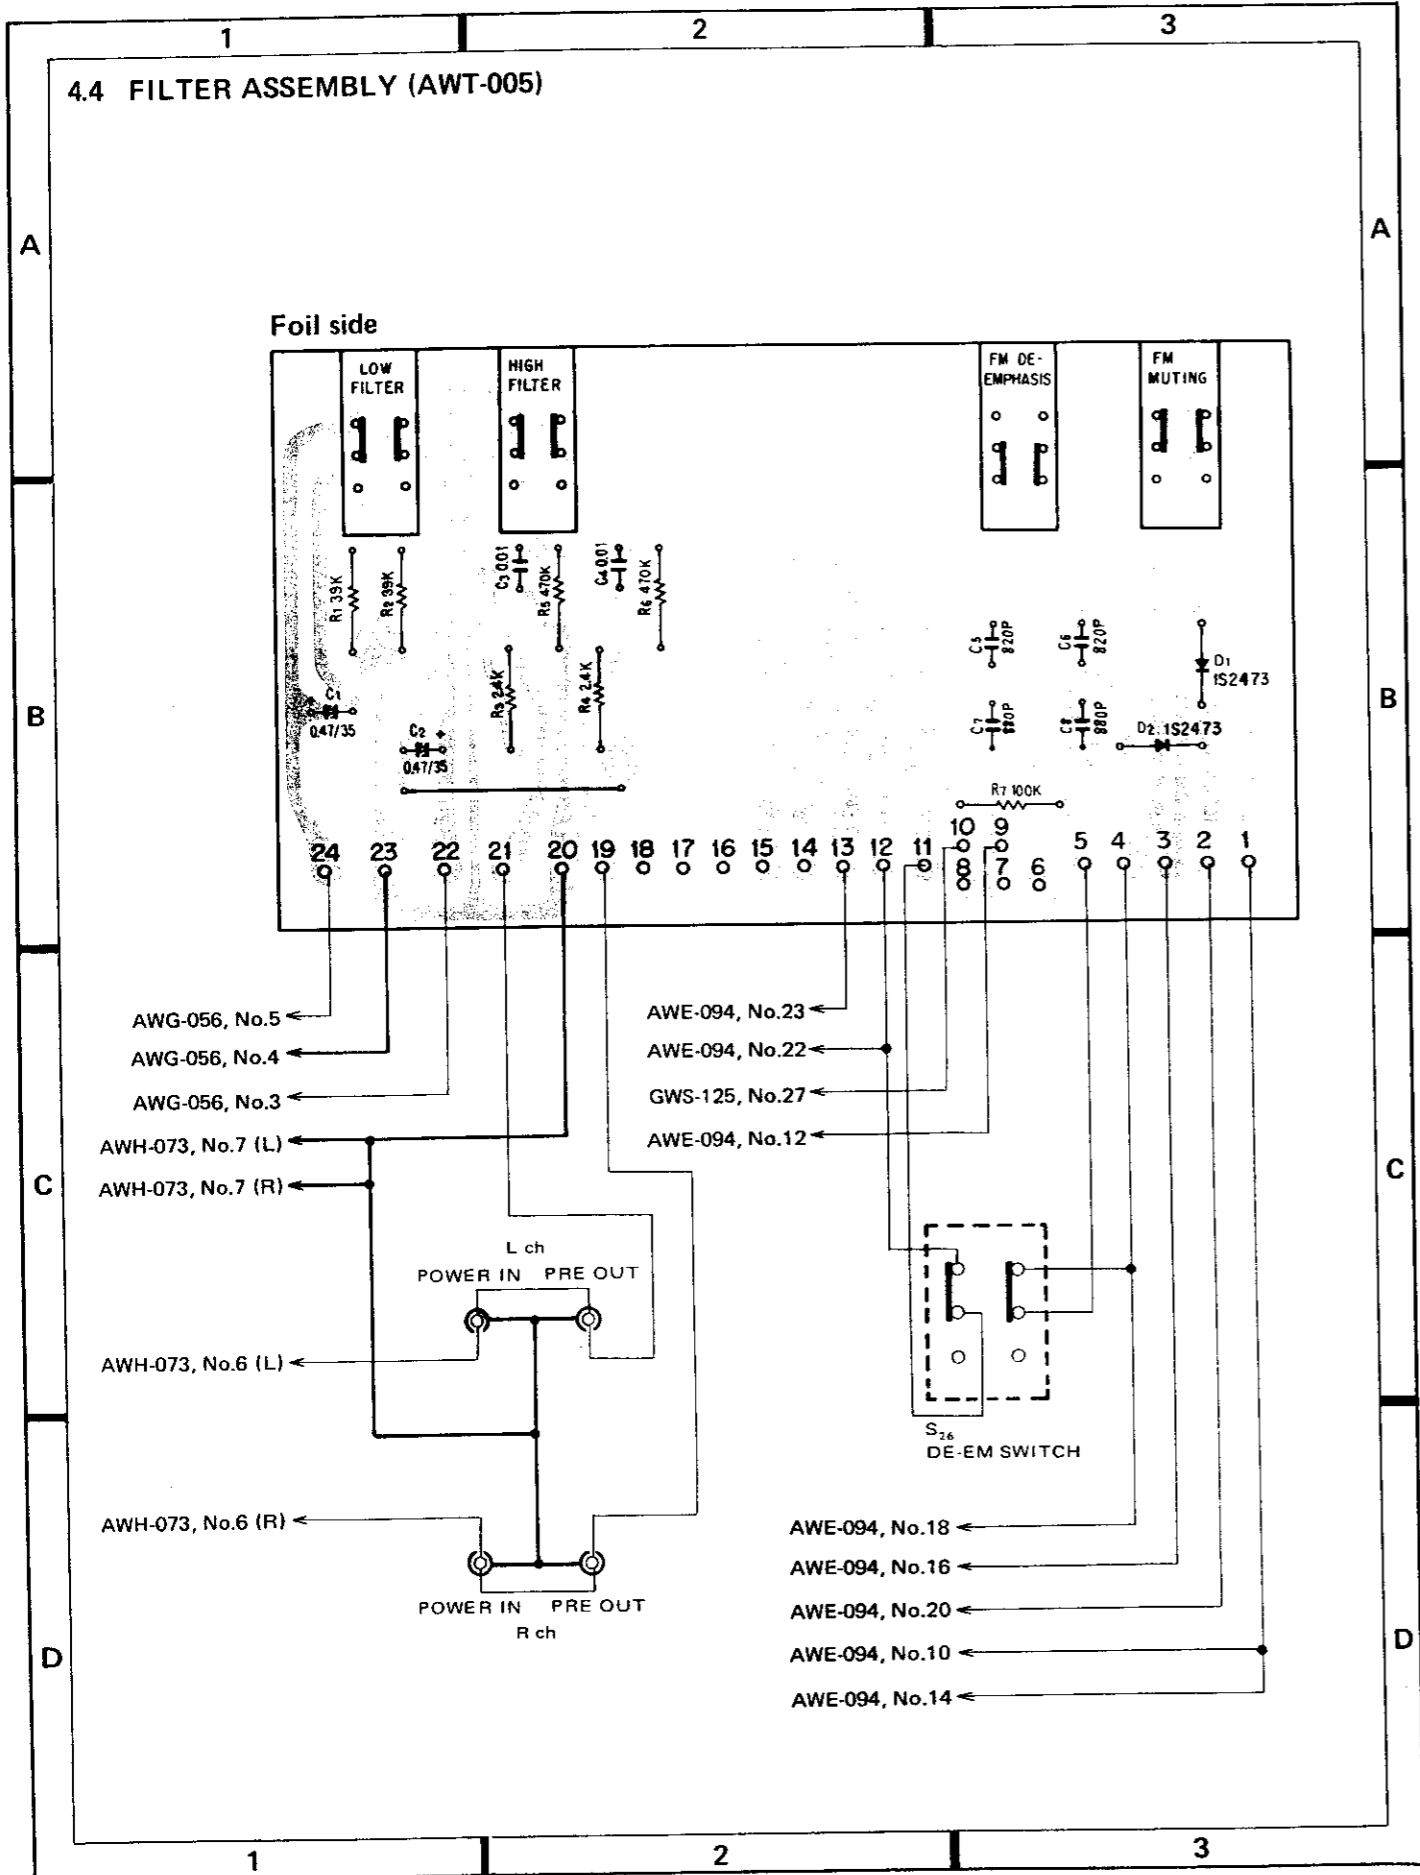 1 2 3
4.4 FILTER ASSEMBLY (AWT-005)
A A
Foil side
LOW
FILTER
HIGH
FILTER
FM DE-
EMPHASIS
FM
MUTING
R1 39K
R2 39K
C3 0.01
R5 470K
C4 0.01
R6 470K
C5
820P
C6
820P
D1
1S2473
R3 2.4K
R4 2.4K
B B
+
C1
0.47/35
C2 +
0.47/35
C7
C8
D2 1S2473
R7 100K
10 9
24 23 22 21 20 19 18 17 16 15 14 13 12 11 8 7 6 5 4 3 2 1
AWG-056, No.5
AWG-056, No.4
AWG-056, No.3
AWH-073, No.7 (L)
AWH-073, No.7 (R)
AWE-094, No.23
AWE-094, No.22
GWS-125, No.27
AWE-094, No.12
C C
L ch
POWER IN PRE OUT
AWH-073, No.6 (L)
S26
DE-EM SWITCH
AWH-073, No.6 (R)
POWER IN PRE OUT
R ch
AWE-094, No.18
AWE-094, No.16
AWE-094, No.20
AWE-094, No.10
AWE-094, No.14
D D
1 2 3